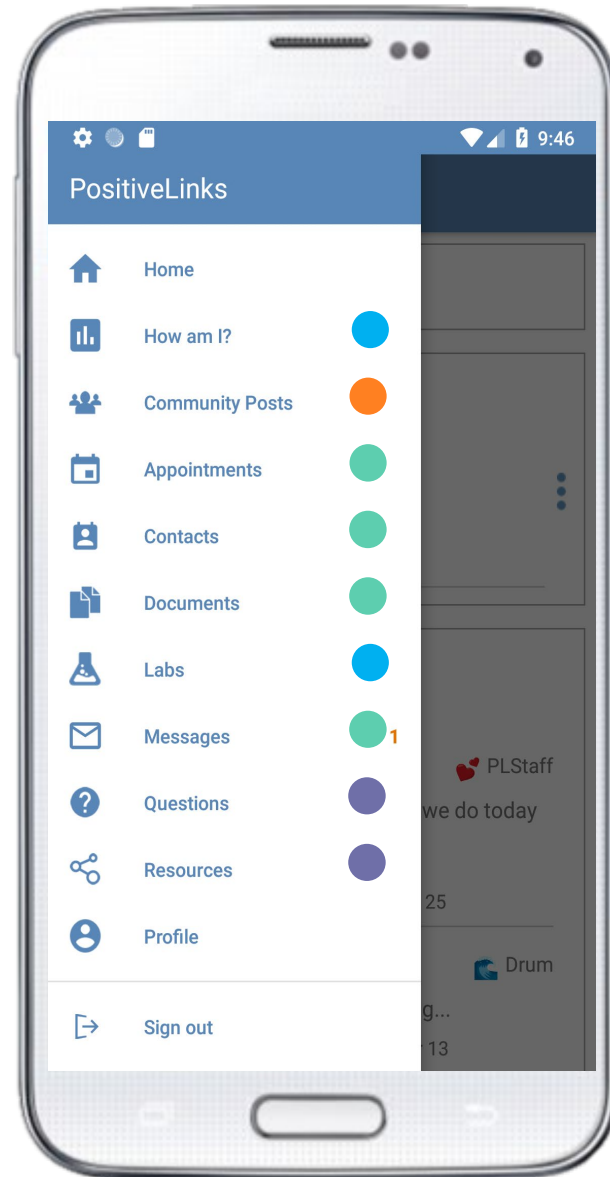 9:46
PositiveLinks
Home
How am I?
Community Posts
Appointments
Contacts
Documents
Labs
Messages 1
PLStaff
Questions
we do today
Resources
25
Profile
Drum
g...
13
Sign out